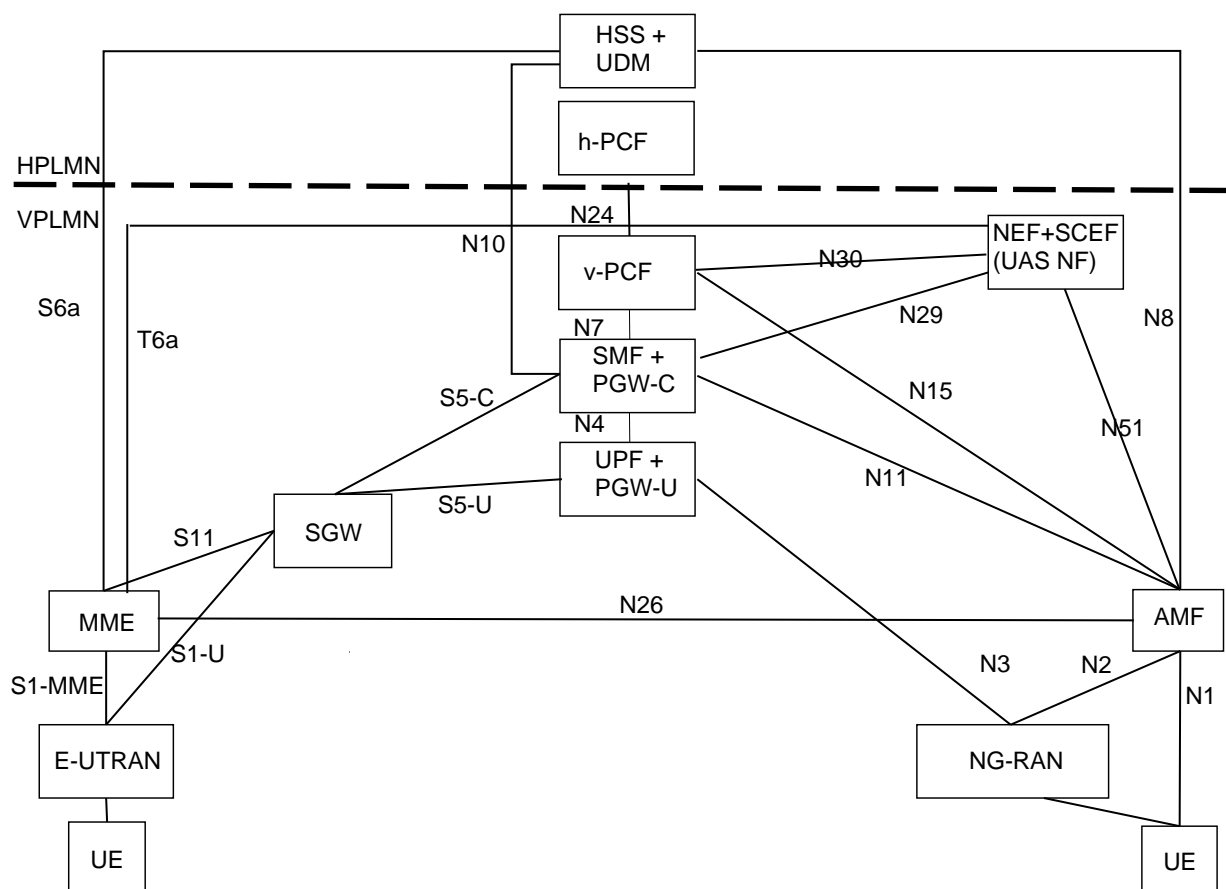 HSS +
UDM
h-PCF
HPLMN
VPLMN
N24
NEF+SCEF
(UAS NF)
N10
v-PCF
N30
S6a
T6a
N7
N29
N8
SMF +
PGW-C
S5-C
N15
N4
N51
UPF +
PGW-U
N11
S5-U
S11
SGW
MME
N26
AMF
S1-U
S1-MME
N3
N2
N1
E-UTRAN
NG-RAN
UE
UE